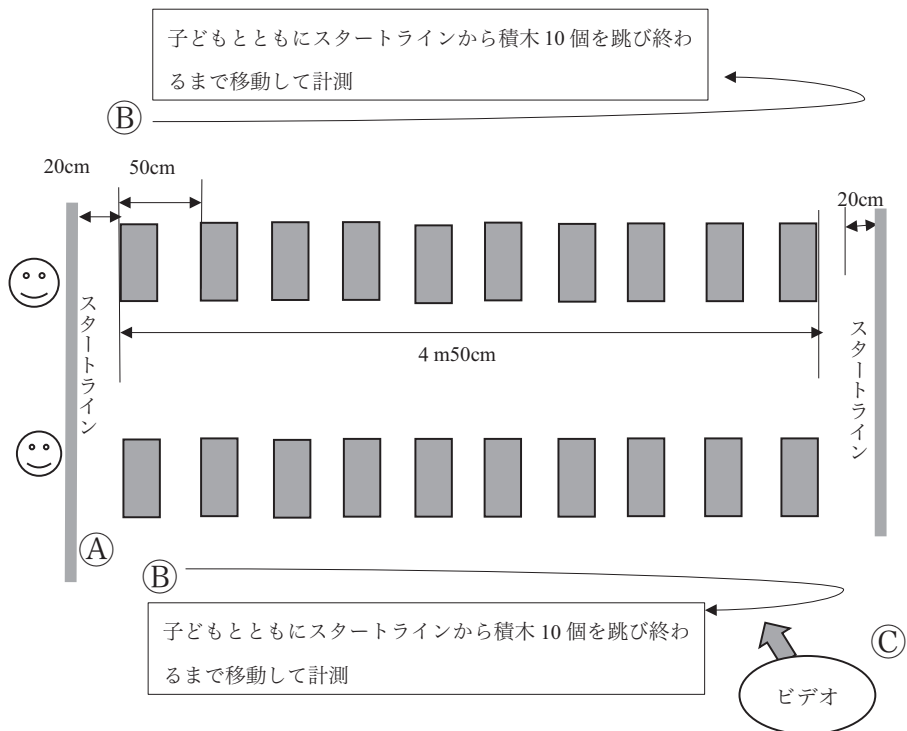 子どもとともにスタートラインから積木 10 個を跳び終わ
るまで移動して計測
Ⓑ
20cm
50cm
20cm
スタートライン
スタートライン
4 m50cm
Ⓐ
Ⓑ
子どもとともにスタートラインから積木 10 個を跳び終わ
るまで移動して計測
Ⓒ
ビデオ